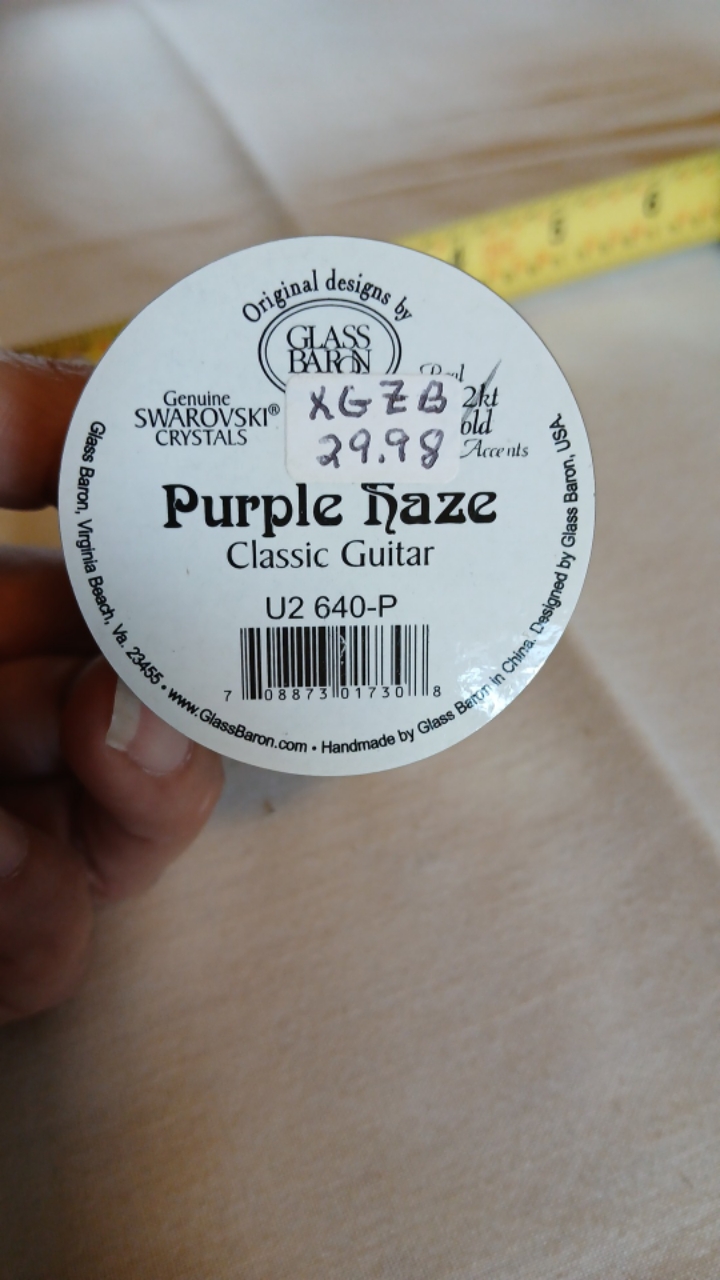 Original designs by
GLASS
BARON
Genuine
SWAROVSKI®
CRYSTALS
2kt
Accents
XGZB
29.98
Purple Haze
Classic Guitar
U2 640-P
7 08873 01730 8
Glass Baron, Virginia Beach, Va. 23455 • www.GlassBaron.com • Handmade by Glass Baron in China. Designed by Glass Baron, USA.
5
6